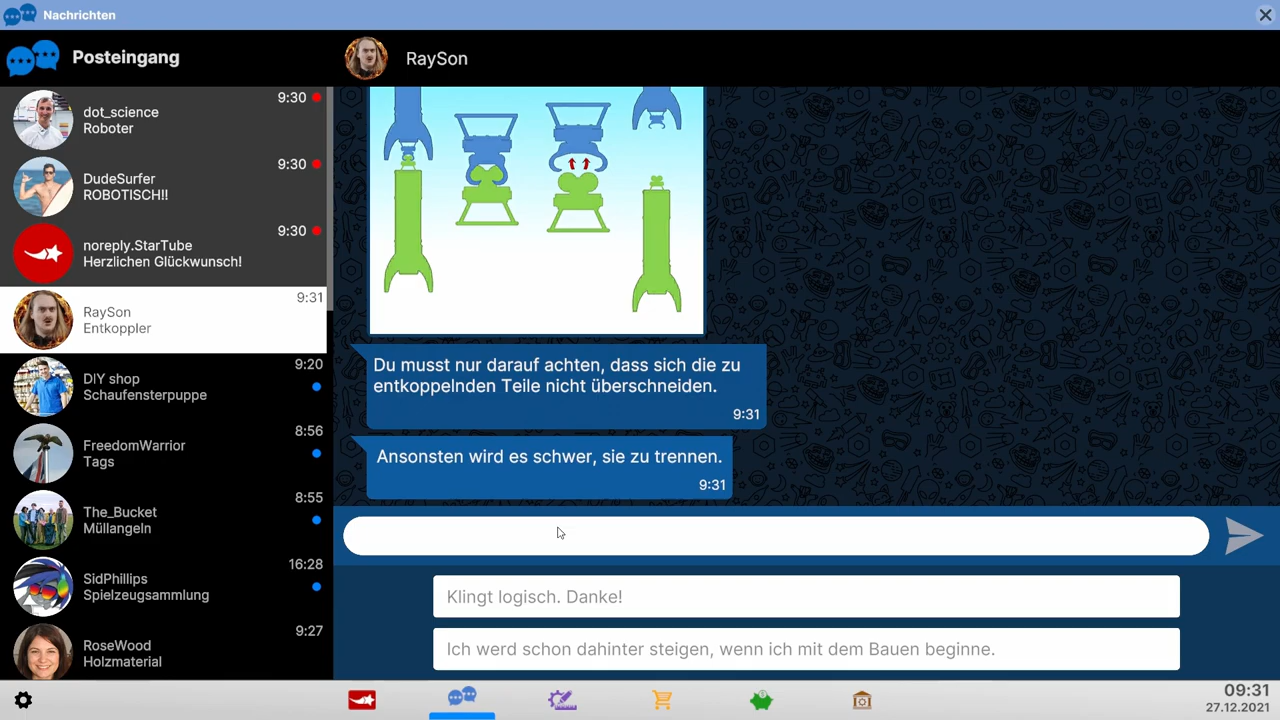 Nachrichten
Posteingang
RaySon
9:30
dot_science
Roboter
9:30
DudeSurfer
ROBOTISCH!!
9:30
noreply.StarTube
Herzlichen Glückwunsch!
9:31
RaySon
Entkoppler
9:20
DIY shop
Schaufensterpuppe
8:56
FreedomWarrior
Tags
8:55
The_Bucket
Müllangeln
16:28
SidPhillips
Spielzeugsammlung
9:27
RoseWood
Holzmaterial
Du musst nur darauf achten, dass sich die zu
entkoppelnden Teile nicht überschneiden.
9:31
Ansonsten wird es schwer, sie zu trennen.
9:31
Klingt logisch. Danke!
Ich werd schon dahinter steigen, wenn ich mit dem Bauen beginne.
09:31
27.12.2021